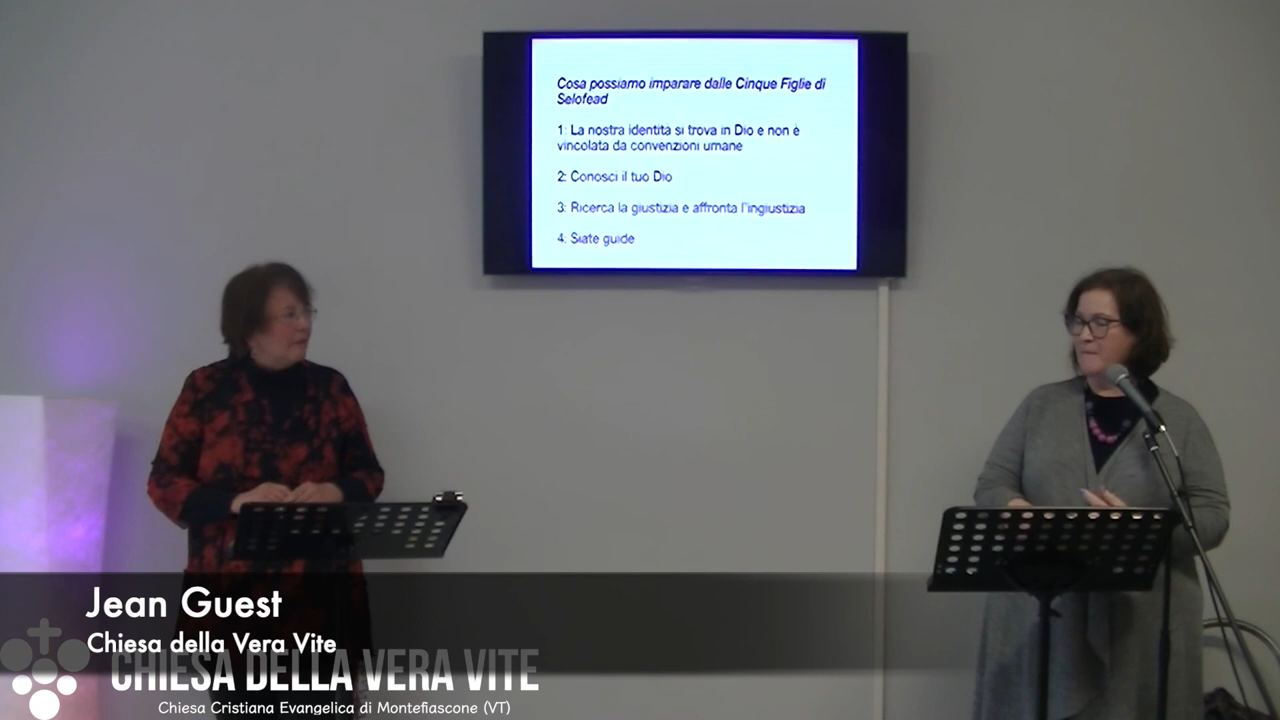 Cosa possiamo imparare dalle Cinque Figlie di
Selofead
1: La nostra identità si trova in Dio e non è
vincolata da convenzioni umane
2: Conosci il tuo Dio
3: Ricerca la giustizia e affronta l'ingiustizia
4. Siate guide
Jean Guest
Chiesa della Vera Vite
CHIESA DELLA VERA VITE
Chiesa Cristiana Evangelica di Montefiascone (VT)